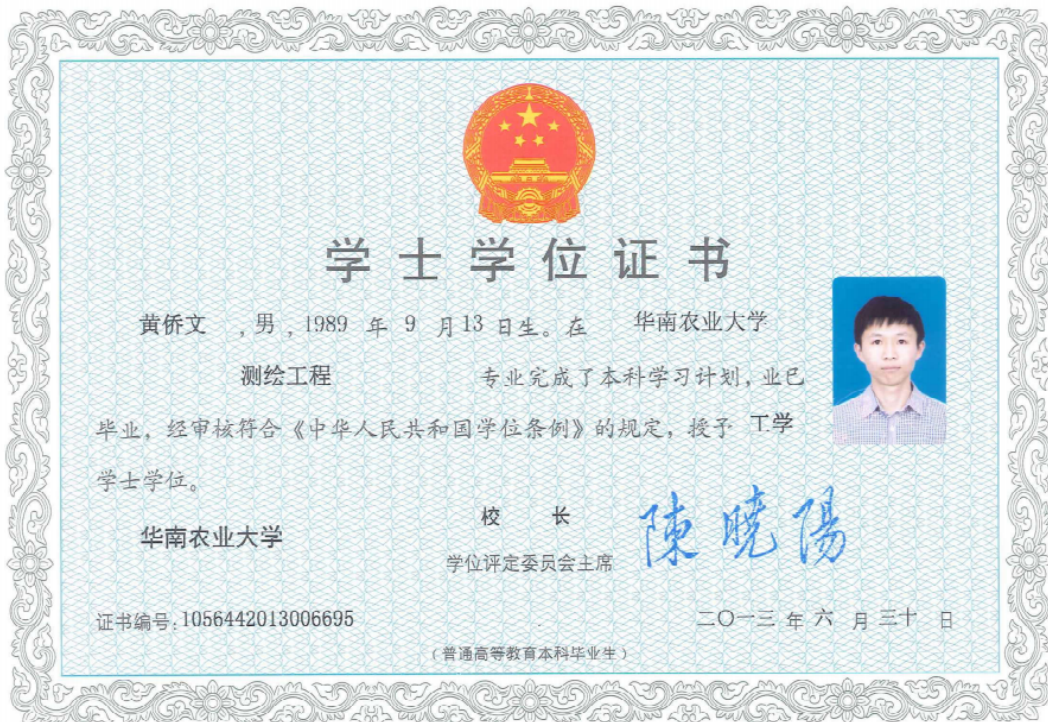 学士学位证书
黄侨文 ，男，1989 年 9 月13 日生。在 华南农业大学
测绘工程 专业完成了本科学习计划，业已
毕业，经审核符合《中华人民共和国学位条例》的规定，授予 工学
学士学位。
华南农业大学
校 长
学位评定委员会主席
陳曉陽
证书编号：1056442013006695
二〇一三 年 六 月 三十 日
（普通高等教育本科毕业生）